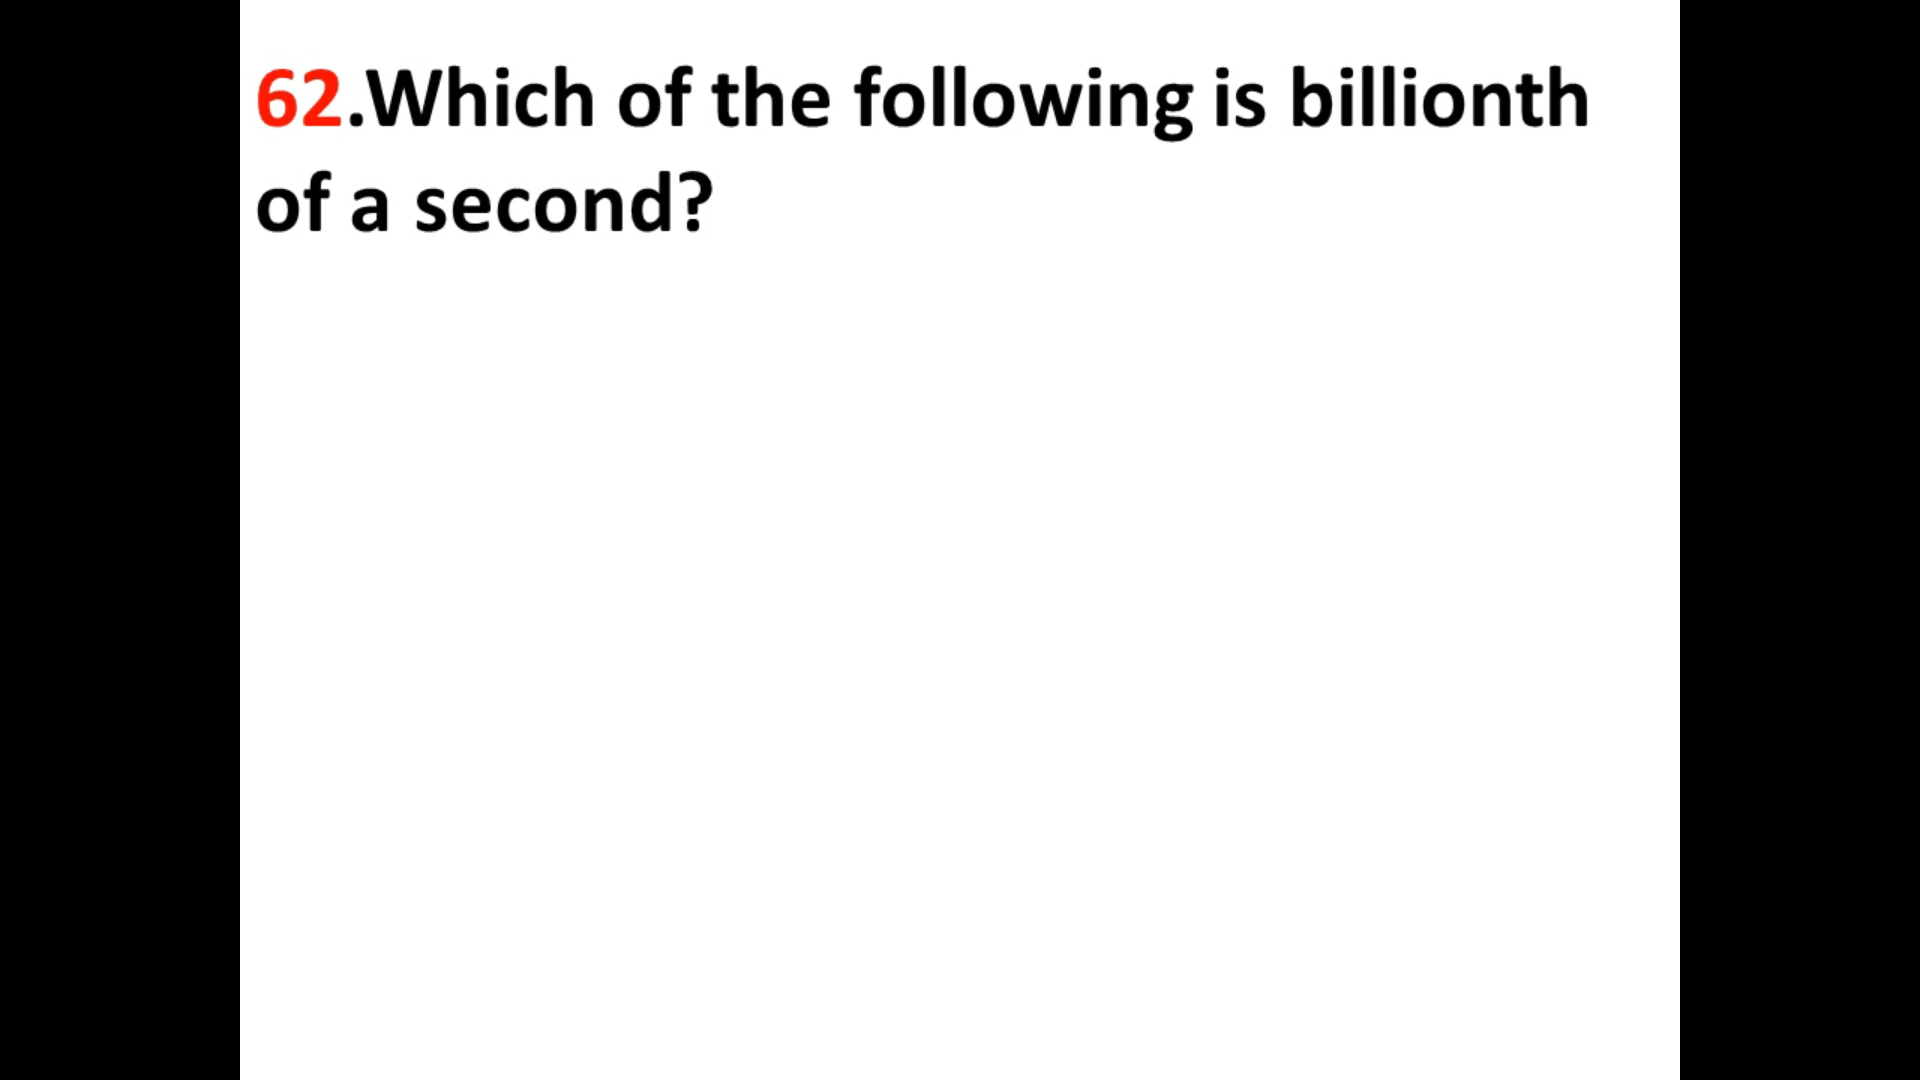 62.Which of the following is billionth
of a second?